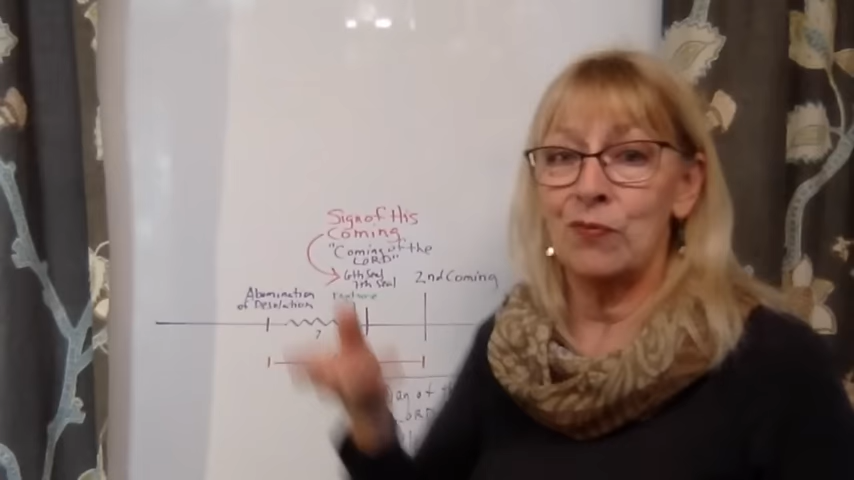 Sign of His
Coming
"Coming of the
LORD"
6th Seal
7th Seal
2nd Coming
Abomination
of Desolation
Rapture
?